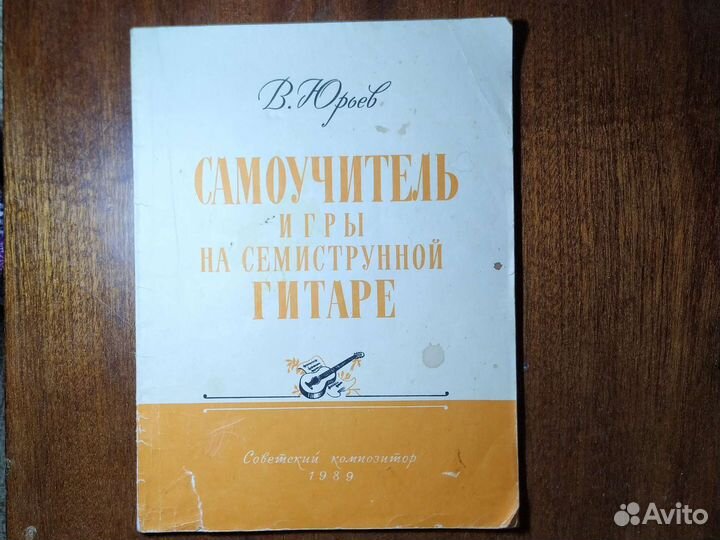 В. Юрьев
САМОУЧИТЕЛЬ
ИГРЫ
НА СЕМИСТРУННОЙ
ГИТАРЕ
Советский композитор
1989
Avito